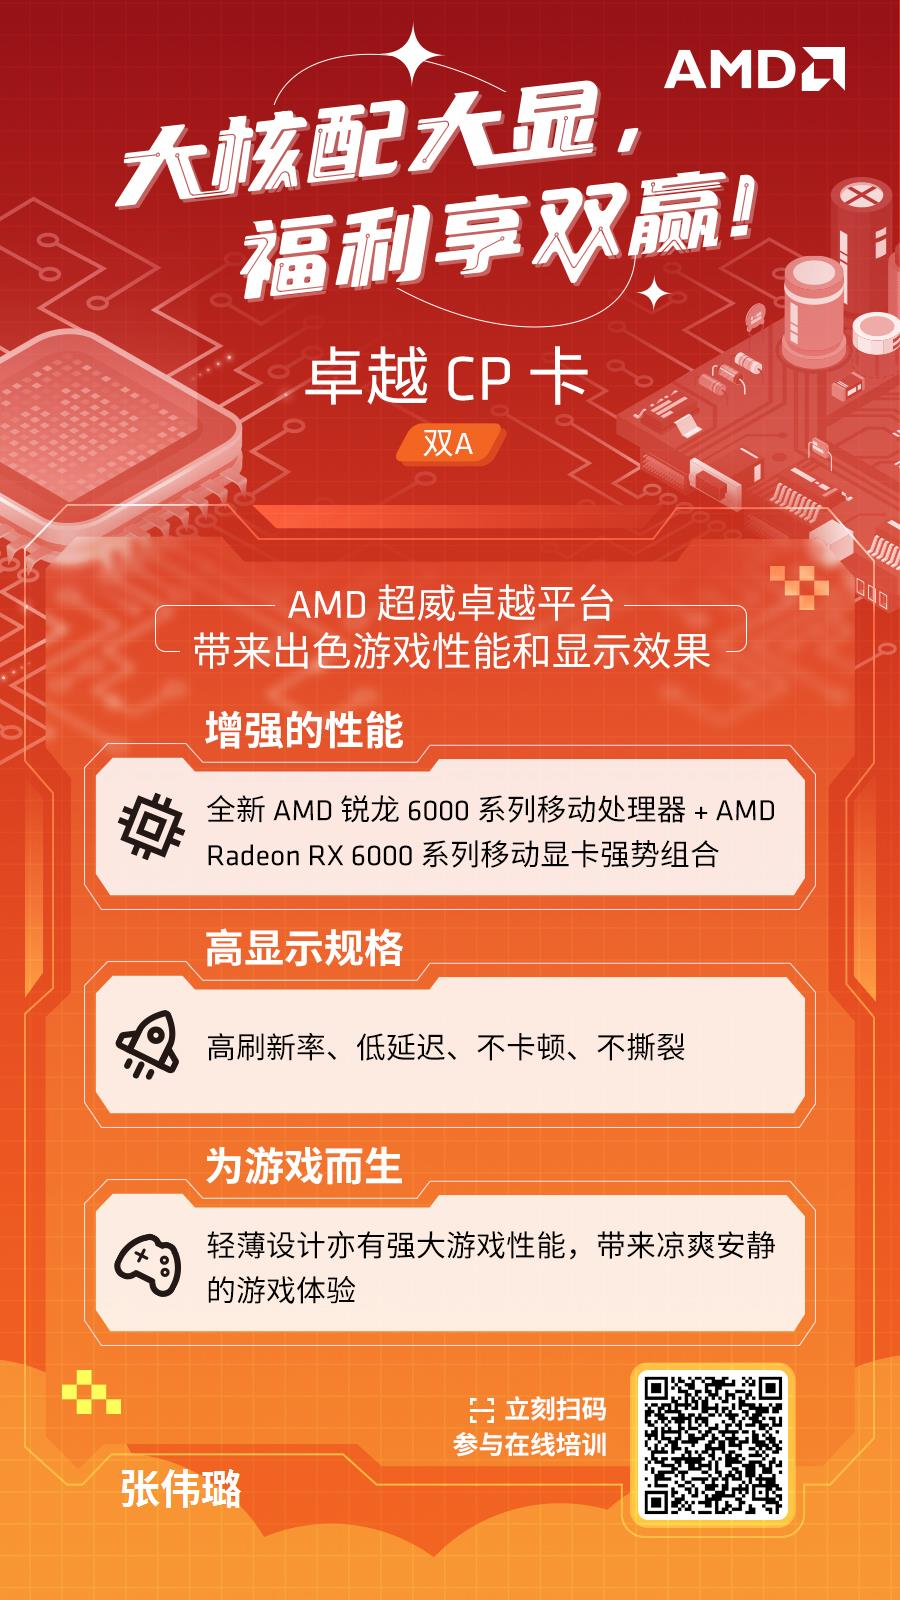 AMD
大核配大显，
福利享双赢！
卓越 CP 卡
双A
AMD 超威卓越平台
带来出色游戏性能和显示效果
增强的性能
全新 AMD 锐龙 6000 系列移动处理器 + AMD
Radeon RX 6000 系列移动显卡强势组合
高显示规格
高刷新率、低延迟、不卡顿、不撕裂
为游戏而生
轻薄设计亦有强大游戏性能，带来凉爽安静
的游戏体验
立刻扫码
参与在线培训
张伟璐